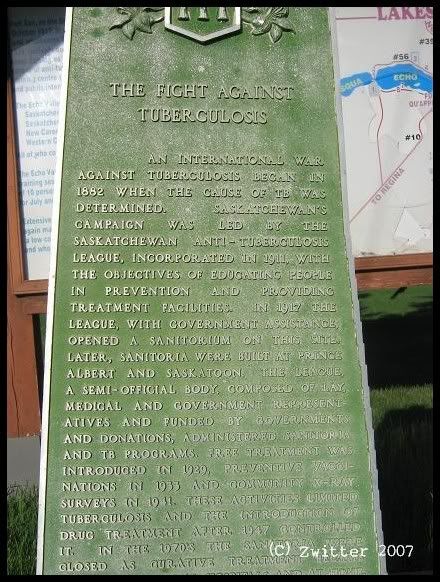 THE FIGHT AGAINST
TUBERCULOSIS
AN INTERNATIONAL WAR
AGAINST TUBERCULOSIS BEGAN IN
1882 WHEN THE CAUSE OF TB WAS
DETERMINED. SASKATCHEWAN'S
CAMPAIGN WAS LED BY THE
SASKATCHEWAN ANTI-TUBERCULOSIS
LEAGUE, INCORPORATED IN 1911, WITH
THE OBJECTIVES OF EDUCATING PEOPLE
IN PREVENTION AND PROVIDING
TREATMENT FACILITIES. IN 1917 THE
LEAGUE, WITH GOVERNMENT ASSISTANCE,
OPENED A SANITORIUM ON THIS SITE.
LATER, SANITORIA WERE BUILT AT PRINCE
ALBERT AND SASKATOON. THE LEAGUE,
A SEMI-OFFICIAL BODY, COMPOSED OF LAY,
MEDICAL AND GOVERNMENT REPRESENT-
ATIVES AND FUNDED BY GOVERNMENTS
AND DONATIONS, ADMINISTERED SANITORIA
AND TB PROGRAMS. FREE TREATMENT WAS
INTRODUCED IN 1929, PREVENTIVE VACCI-
NATIONS IN 1933 AND COMMUNITY X-RAY
SURVEYS IN 1941. THESE ACTIVITIES LIMITED
TUBERCULOSIS AND THE INTRODUCTION OF
DRUG TREATMENT AFTER 1947 CONTROLLED
IT. IN THE 1970'S THE SANITORIA WERE
CLOSED AS CURATIVE TREATMENT
LAKES
#56
ECHO
#10
TO REGINA
(C) Zwitter 2007